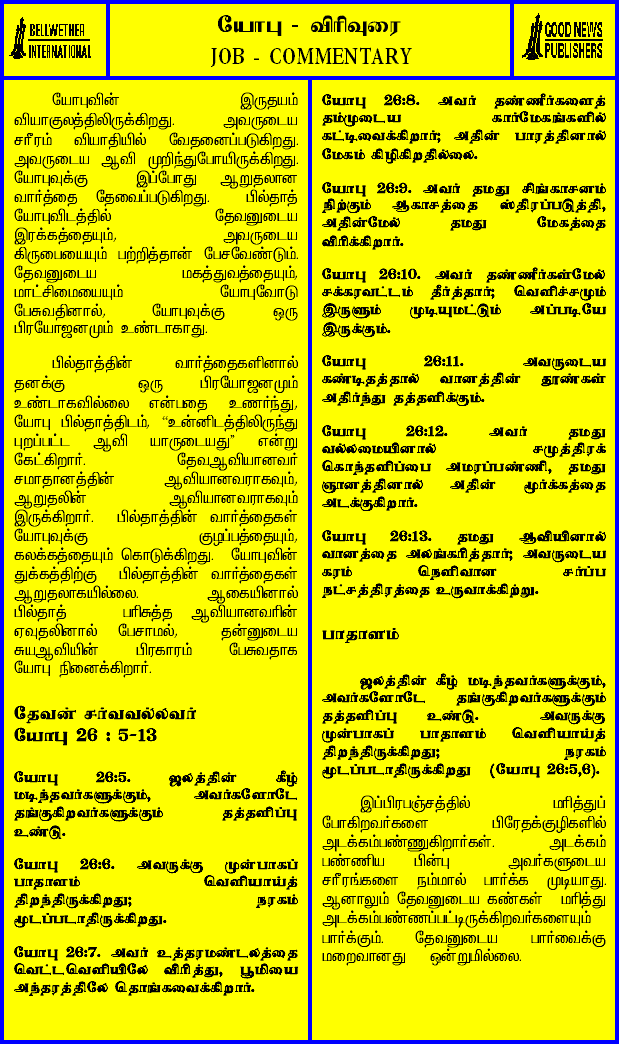 BELLWETHER
INTERNATIONAL
யோபு - விரிவுரை
JOB - COMMENTARY
GOOD NEWS
PUBLISHERS
யோபுவின் இருதயம்
வியாகுலத்திலிருக்கிறது. அவருடைய
சரீரம் வியாதியில் வேதனைப்படுகிறது.
அவருடைய ஆவி முறிந்துபோயிருக்கிறது.
யோபுவுக்கு இப்போது ஆறுதலான
வார்த்தை தேவைப்படுகிறது. பில்தாத்
யோபுவிடத்தில் தேவனுடைய
இரக்கத்தையும், அவருடைய
கிருபையையும் பற்றித்தான் பேசவேண்டும்.
தேவனுடைய மகத்துவத்தையும்,
மாட்சிமையையும் யோபுவோடு
பேசுவதினால், யோபுவுக்கு ஒரு
பிரயோஜனமும் உண்டாகாது.
பில்தாத்தின் வார்த்தைகளினால்
தனக்கு ஒரு பிரயோஜனமும்
உண்டாகவில்லை என்பதை உணர்ந்து,
யோபு பில்தாத்திடம், “உன்னிடத்திலிருந்து
புறப்பட்ட ஆவி யாருடையது” என்று
கேட்கிறார். தேவஆவியானவர்
சமாதானத்தின் ஆவியானவராகவும்,
ஆறுதலின் ஆவியானவராகவும்
இருக்கிறார். பில்தாத்தின் வார்த்தைகள்
யோபுவுக்கு குழப்பத்தையும்,
கலக்கத்தையும் கொடுக்கிறது. யோபுவின்
துக்கத்திற்கு பில்தாத்தின் வார்த்தைகள்
ஆறுதலாகயில்லை. ஆகையினால்
பில்தாத் பரிசுத்த ஆவியானவரின்
ஏவுதலினால் பேசாமல், தன்னுடைய
சுயஆவியின் பிரகாரம் பேசுவதாக
யோபு நினைக்கிறார்.
தேவன் சர்வவல்லவர்
யோபு 26 : 5-13
யோபு 26:5. ஜலத்தின் கீழ்
மடிந்தவர்களுக்கும், அவர்களோடே
தங்குகிறவர்களுக்கும் தத்தளிப்பு
உண்டு.
யோபு 26:6. அவருக்கு முன்பாகப்
பாதாளம் வெளியாய்த்
திறந்திருக்கிறது; நரகம்
மூடப்படாதிருக்கிறது.
யோபு 26:7. அவர் உத்தரமண்டலத்தை
வெட்டவெளியிலே விரித்து, பூமியை
அந்தரத்திலே தொங்கவைக்கிறார்.
யோபு 26:8. அவர் தண்ணீர்களைத்
தம்முடைய கார்மேகங்களில்
கட்டிவைக்கிறார்; அதின் பாரத்தினால்
மேகம் கிழிகிறதில்லை.
யோபு 26:9. அவர் தமது சிங்காசனம்
நிற்கும் ஆகாசத்தை ஸ்திரப்படுத்தி,
அதின்மேல் தமது மேகத்தை
விரிக்கிறார்.
யோபு 26:10. அவர் தண்ணீர்கள்மேல்
சக்கரவட்டம் தீர்த்தார்; வெளிச்சமும்
இருளும் முடியுமட்டும் அப்படியே
இருக்கும்.
யோபு 26:11. அவருடைய
கண்டிதத்தால் வானத்தின் தூண்கள்
அதிர்ந்து தத்தளிக்கும்.
யோபு 26:12. அவர் தமது
வல்லமையினால் சமுத்திரக்
கொந்தளிப்பை அமரப்பண்ணி, தமது
ஞானத்தினால் அதின் மூர்க்கத்தை
அடக்குகிறார்.
யோபு 26:13. தமது ஆவியினால்
வானத்தை அலங்கரித்தார்; அவருடைய
கரம் நெளிவான சர்ப்ப
நட்சத்திரத்தை உருவாக்கிற்று.
பாதாளம்
ஜலத்தின் கீழ் மடிந்தவர்களுக்கும்,
அவர்களோடே தங்குகிறவர்களுக்கும்
தத்தளிப்பு உண்டு. அவருக்கு
முன்பாகப் பாதாளம் வெளியாய்த்
திறந்திருக்கிறது; நரகம்
மூடப்படாதிருக்கிறது (யோபு 26:5,6).
இப்பிரபஞ்சத்தில் மரித்துப்
போகிறவர்களை பிரேதக்குழிகளில்
அடக்கம்பண்ணுகிறார்கள். அடக்கம்
பண்ணிய பின்பு அவர்களுடைய
சரீரங்களை நம்மால் பார்க்க முடியாது.
ஆனாலும் தேவனுடைய கண்கள் மரித்து
அடக்கம்பண்ணப்பட்டிருக்கிறவர்களையும்
பார்க்கும். தேவனுடைய பார்வைக்கு
மறைவானது ஒன்றுமில்லை.